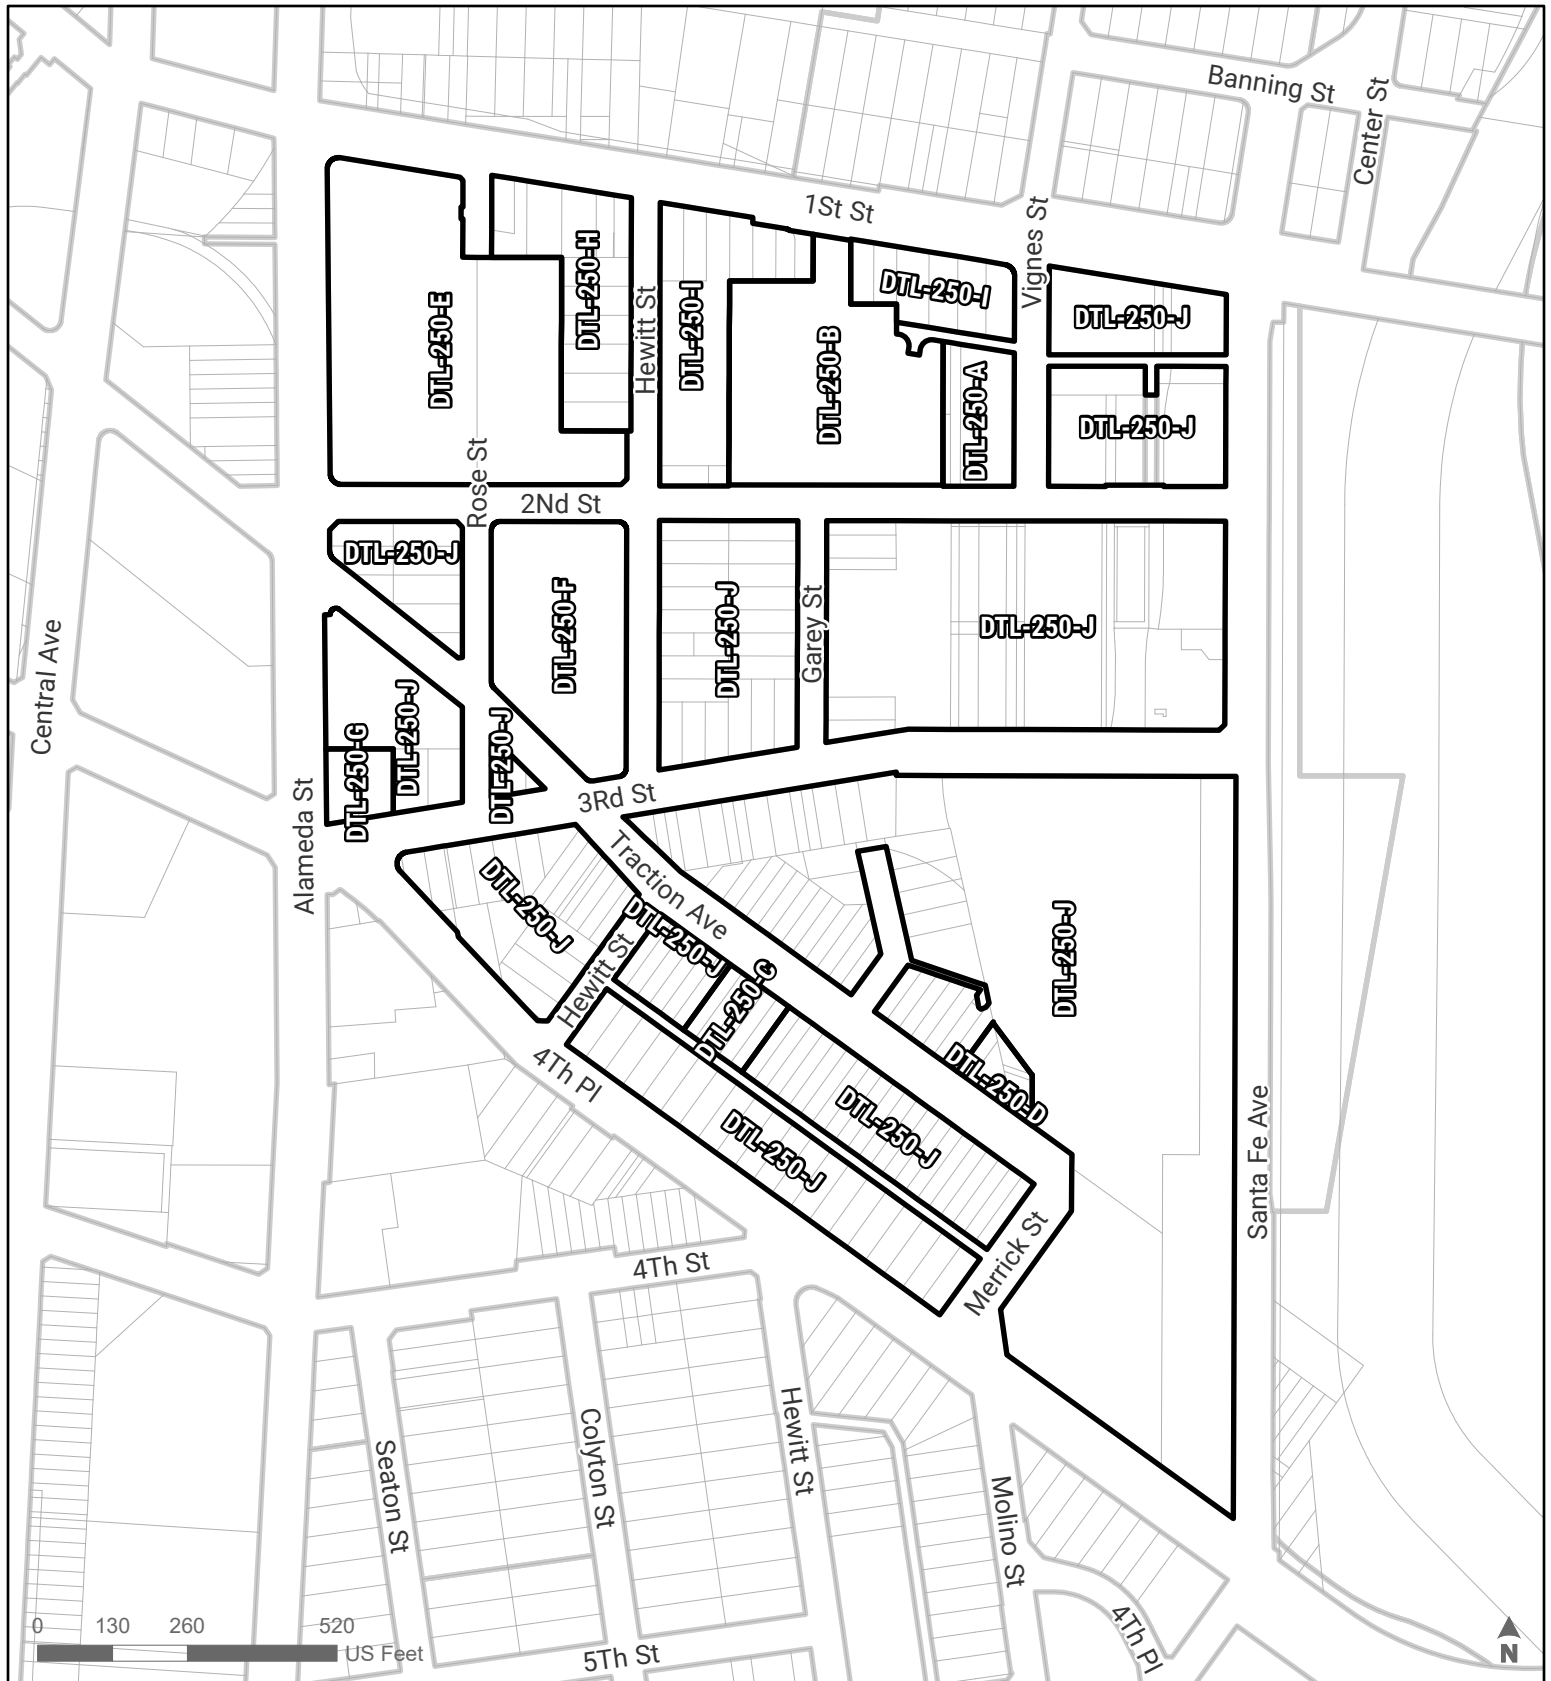 Banning St
Center St
1St St
Vignes St
DTL-250-H
DTL-250-E
Hewitt St
DTL-250-I
DTL-250-I
DTL-250-B
DTL-250-A
DTL-250-J
DTL-250-J
Rose St
2Nd St
DTL-250-J
DTL-250-F
DTL-250-J
Garey St
DTL-250-J
Central Ave
DTL-250-J
DTL-250-G
DTL-250-J
Alameda St
3Rd St
Traction Ave
DTL-250-J
DTL-250-J
Hewitt St
DTL-250-C
DTL-250-J
DTL-250-D
4Th Pl
DTL-250-J
DTL-250-J
Santa Fe Ave
Merrick St
4Th St
Seaton St
Colyton St
Hewitt St
Molino St
4Th Pl
5Th St
0 130 260 520
US Feet
N